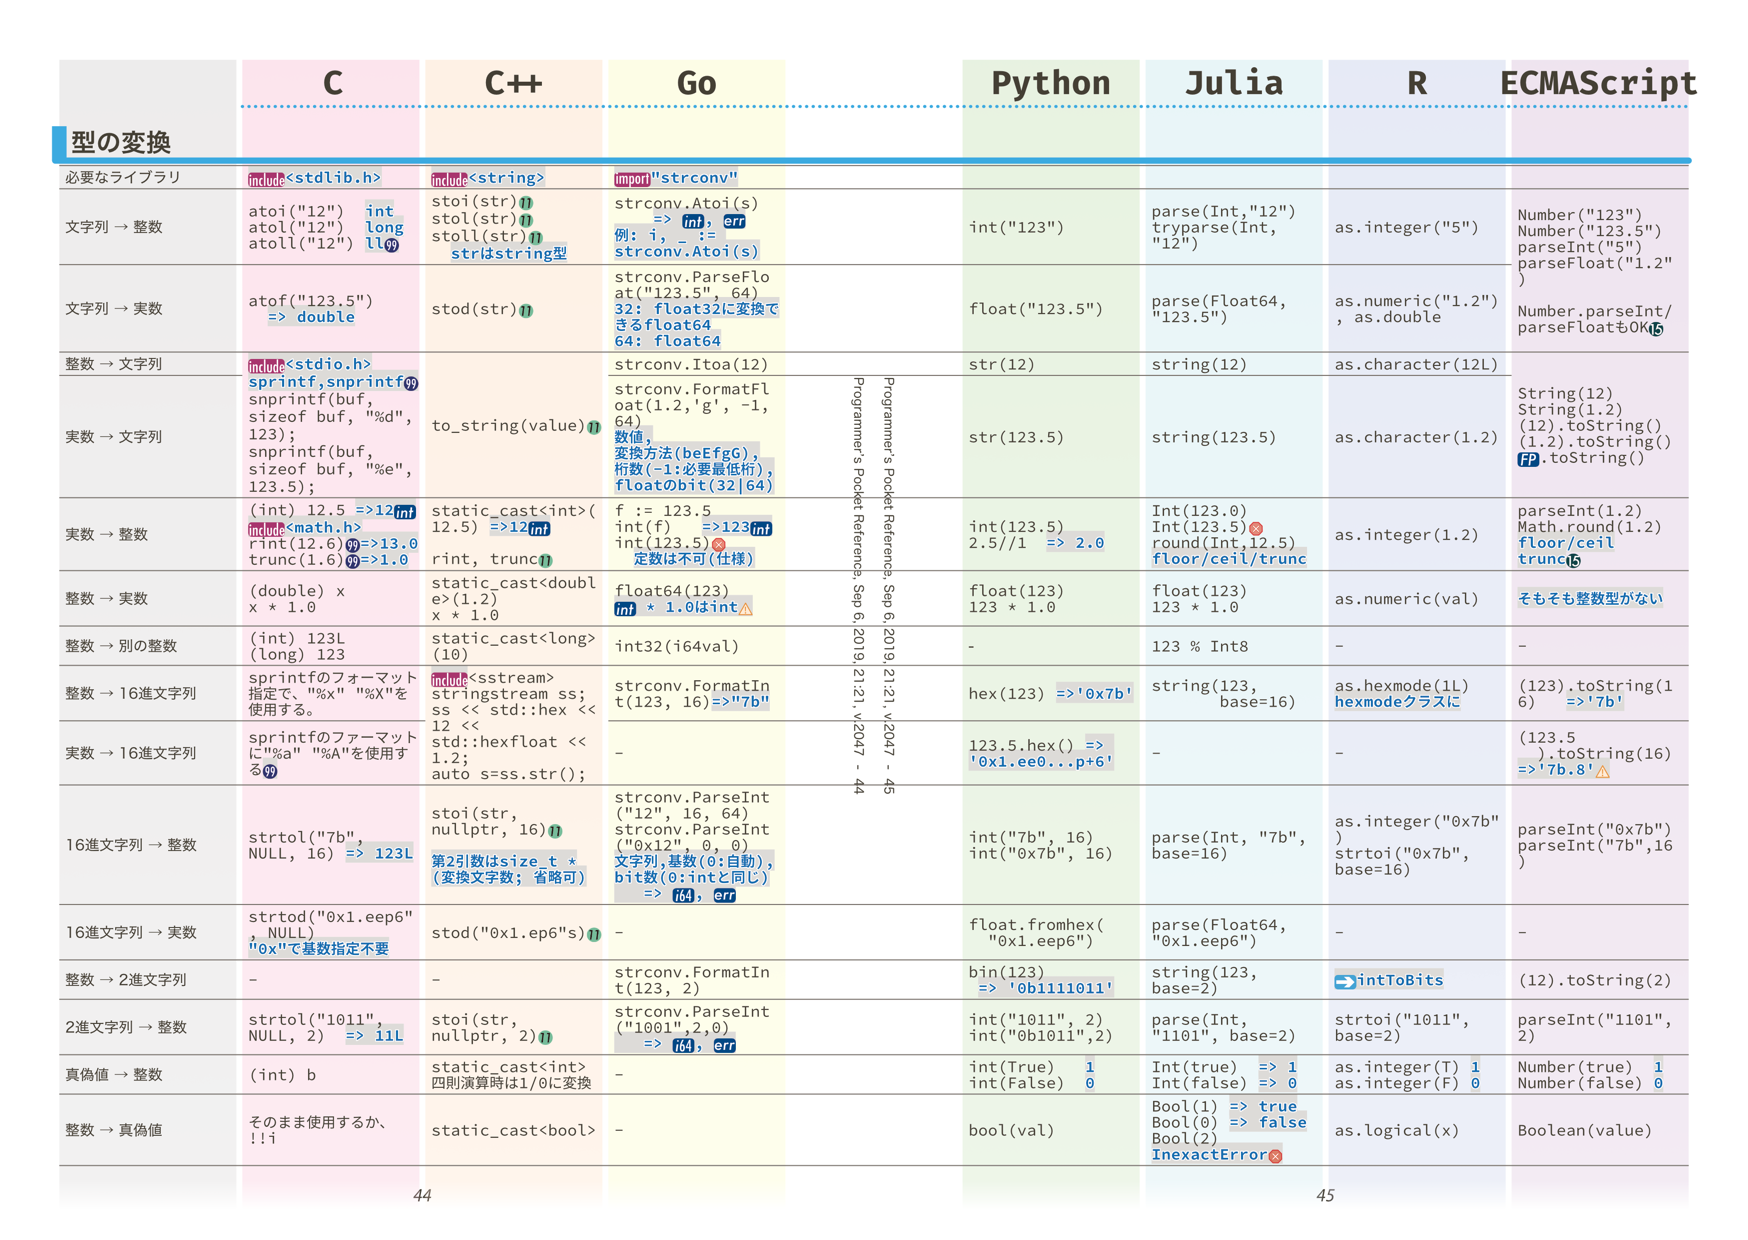 C C++ Go Python Julia R ECMAScript
型の変換
必要なライブラリ
include<stdlib.h>
include<string>
import"strconv"
文字列 → 整数
atoi("12") int
atol("12") long
atoll("12") ll99
stoi(str)11
stol(str)11
stoll(str)11
strはstring型
strconv.Atoi(s)
=> int, err
例: i, _ :=
strconv.Atoi(s)
int("123")
parse(Int,"12")
tryparse(Int,
"12")
as.integer("5")
Number("123")
Number("123.5")
parseInt("5")
parseFloat("1.2"
)
Number.parseInt/
parseFloatもOK15
文字列 → 実数
atof("123.5")
=> double
stod(str)11
strconv.ParseFlo
at("123.5", 64)
32: float32に変換で
きるfloat64
64: float64
float("123.5")
parse(Float64,
"123.5")
as.numeric("1.2")
, as.double
整数 → 文字列
include<stdio.h>
sprintf,snprintf99
snprintf(buf,
sizeof buf, "%d",
123);
snprintf(buf,
sizeof buf, "%e",
123.5);
to_string(value)11
strconv.Itoa(12)
str(12)
string(12)
as.character(12L)
String(12)
String(1.2)
(12).toString()
(1.2).toString()
FP.toString()
実数 → 文字列
strconv.FormatFl
oat(1.2,'g', -1,
64)
数値,
変換方法(beEfgG),
桁数(-1:必要最低桁),
floatのbit(32|64)
str(123.5)
string(123.5)
as.character(1.2)
実数 → 整数
(int) 12.5 =>12int
include<math.h>
rint(12.6)99=>13.0
trunc(1.6)99=>1.0
static_cast<int>(
12.5) =>12int
rint, trunc11
f := 123.5
int(f) =>123int
int(123.5)
定数は不可(仕様)
int(123.5)
2.5//1 => 2.0
Int(123.0)
Int(123.5)
round(Int,12.5)
floor/ceil/trunc
as.integer(1.2)
parseInt(1.2)
Math.round(1.2)
floor/ceil
trunc15
整数 → 実数
(double) x
x * 1.0
static_cast<doubl
e>(1.2)
x * 1.0
float64(123)
int * 1.0はint
float(123)
123 * 1.0
float(123)
123 * 1.0
as.numeric(val)
そもそも整数型がない
整数 → 別の整数
(int) 123L
(long) 123
static_cast<long>
(10)
int32(i64val)
-
123 % Int8
–
–
整数 → 16進文字列
sprintfのフォーマット
指定で、"%x" "%X"を
使用する。
include<sstream>
stringstream ss;
ss << std::hex <<
12 <<
std::hexfloat <<
1.2;
auto s=ss.str();
strconv.FormatIn
t(123, 16)=>"7b"
hex(123) =>'0x7b'
string(123,
base=16)
as.hexmode(1L)
hexmodeクラスに
(123).toString(1
6) =>'7b'
実数 → 16進文字列
sprintfのフォーマット
に"%a" "%A"を使用す
る99
–
123.5.hex() =>
'0x1.ee0...p+6'
–
–
(123.5
).toString(16)
=>'7b.8'
16進文字列 → 整数
strtol("7b",
NULL, 16) => 123L
stoi(str,
nullptr, 16)11
第2引数はsize_t *
(変換文字数; 省略可)
strconv.ParseInt
("12", 16, 64)
strconv.ParseInt
("0x12", 0, 0)
文字列,基数(0:自動),
bit数(0:intと同じ)
=> i64, err
int("7b", 16)
int("0x7b", 16)
parse(Int, "7b",
base=16)
as.integer("0x7b"
)
strtoi("0x7b",
base=16)
parseInt("0x7b")
parseInt("7b",16
)
16進文字列 → 実数
strtod("0x1.eep6"
, NULL)
"0x"で基数指定不要
stod("0x1.ep6"s)11
–
float.fromhex(
"0x1.eep6")
parse(Float64,
"0x1.eep6")
–
–
整数 → 2進文字列
–
–
strconv.FormatIn
t(123, 2)
bin(123)
=> '0b1111011'
string(123,
base=2)
➡intToBits
(12).toString(2)
2進文字列 → 整数
strtol("1011",
NULL, 2) => 11L
stoi(str,
nullptr, 2)11
strconv.ParseInt
("1001",2,0)
=> i64, err
int("1011", 2)
int("0b1011",2)
parse(Int,
"1101", base=2)
strtoi("1011",
base=2)
parseInt("1101",
2)
真偽値 → 整数
(int) b
static_cast<int>
四則演算時は1/0に変換
–
int(True) 1
int(False) 0
Int(true) => 1
Int(false) => 0
as.integer(T) 1
as.integer(F) 0
Number(true) 1
Number(false) 0
整数 → 真偽値
そのまま使用するか、
!!i
static_cast<bool>
–
bool(val)
Bool(1) => true
Bool(0) => false
Bool(2)
InexactError
as.logical(x)
Boolean(value)
Programmer's Pocket Reference, Sep 6, 2019, 21:21, v.2047 - 44
Programmer's Pocket Reference, Sep 6, 2019, 21:21, v.2047 - 45
44
45